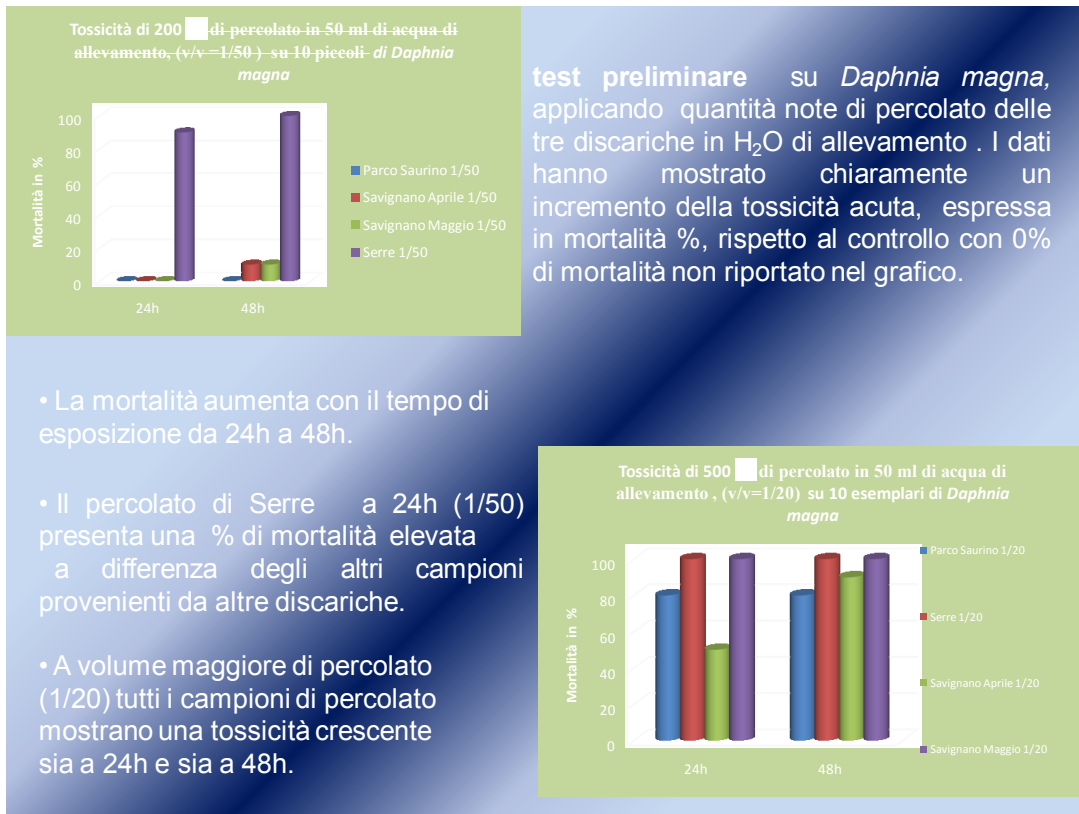 Tossicità di 200 di percolato in 50 ml di acqua di
allevamento, (v/v =1/50 ) su 10 piccoli di Daphnia
magna
Mortalità in %
100
80
60
40
20
0
24h 48h
Parco Saurino 1/50
Savignano Aprile 1/50
Savignano Maggio 1/50
Serre 1/50
test preliminare su Daphnia magna,
applicando quantità note di percolato delle
tre discariche in H₂O di allevamento . I dati
hanno mostrato chiaramente un
incremento della tossicità acuta, espressa
in mortalità %, rispetto al controllo con 0%
di mortalità non riportato nel grafico.
• La mortalità aumenta con il tempo di
esposizione da 24h a 48h.
• Il percolato di Serre a 24h (1/50)
presenta una % di mortalità elevata
a differenza degli altri campioni
provenienti da altre discariche.
• A volume maggiore di percolato
(1/20) tutti i campioni di percolato
mostrano una tossicità crescente
sia a 24h e sia a 48h.
Tossicità di 500 di percolato in 50 ml di acqua di
allevamento , (v/v=1/20) su 10 esemplari di Daphnia
magna
Mortalità in %
100
80
60
40
20
0
24h 48h
Parco Saurino 1/20
Serre 1/20
Savignano Aprile 1/20
Savignano Maggio 1/20